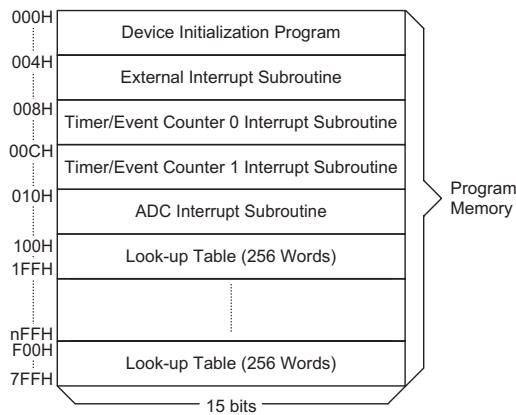 000H
Device Initialization Program
004H
External Interrupt Subroutine
008H
Timer/Event Counter 0 Interrupt Subroutine
00CH
Timer/Event Counter 1 Interrupt Subroutine
010H
ADC Interrupt Subroutine
Program
Memory
100H
Look-up Table (256 Words)
1FFH
nFFH
F00H
Look-up Table (256 Words)
7FFH
15 bits